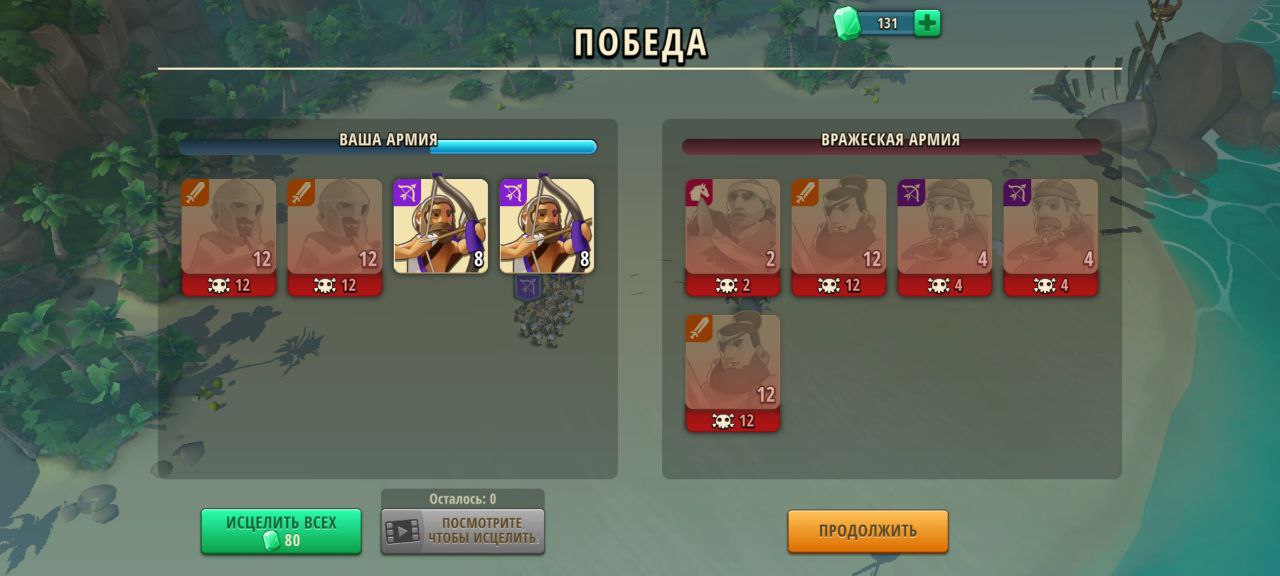 131
ПОБЕДА
ВАША АРМИЯ
12
12
8
8
12
12
ВРАЖЕСКАЯ АРМИЯ
2
12
4
4
2
12
4
4
12
12
ИСЦЕЛИТЬ ВСЕХ
80
Осталось: 0
ПОСМОТРИТЕ,
ЧТОБЫ ИСЦЕЛИТЬ
ПРОДОЛЖИТЬ